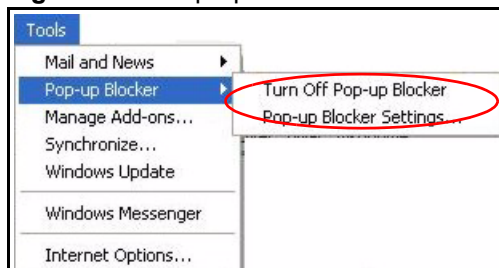 Tools
Mail and News
Pop-up Blocker
Turn Off Pop-up Blocker
Manage Add-ons...
Pop-up Blocker Settings...
Synchronize...
Windows Update
Windows Messenger
Internet Options...